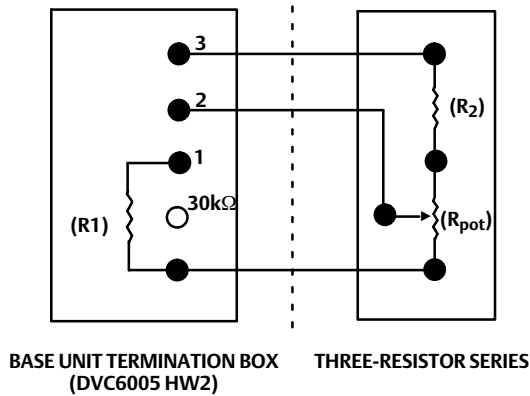 3
2
(R2)
1
30kΩ
(R1)
(Rpot)
BASE UNIT TERMINATION BOX
(DVC6005 HW2)
THREE-RESISTOR SERIES